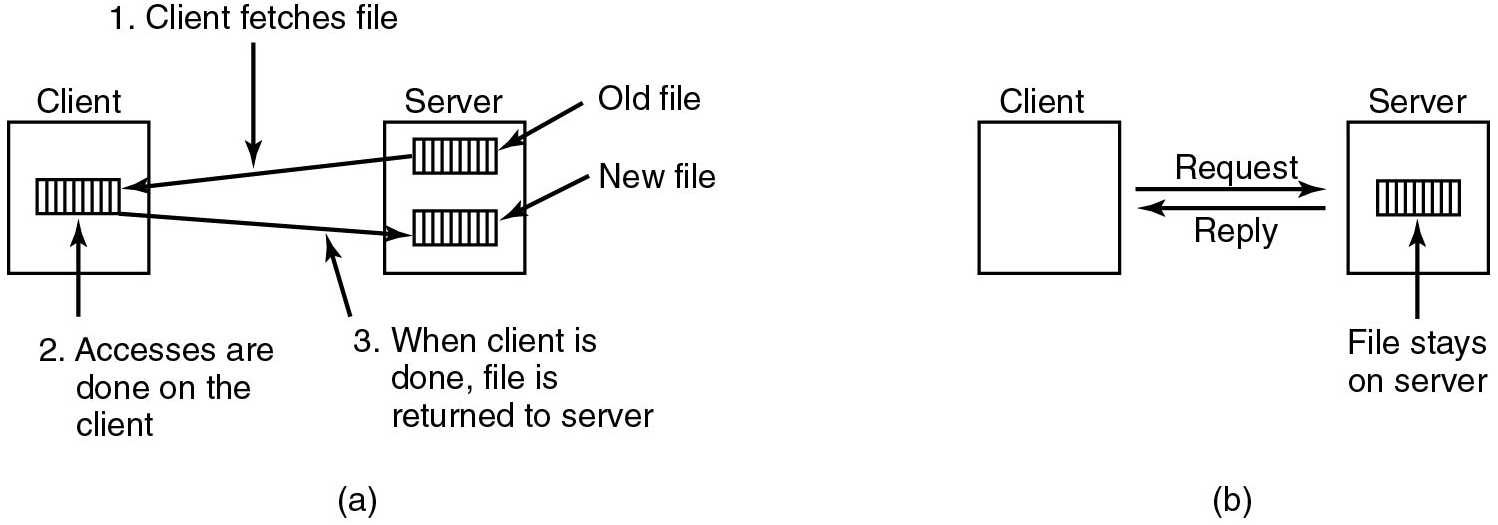 1. Client fetches file
Client
Server
Old file
New file
2. Accesses are
done on the
client
3. When client is
done, file is
returned to server
(a)
Client
Server
Request
Reply
File stays
on server
(b)